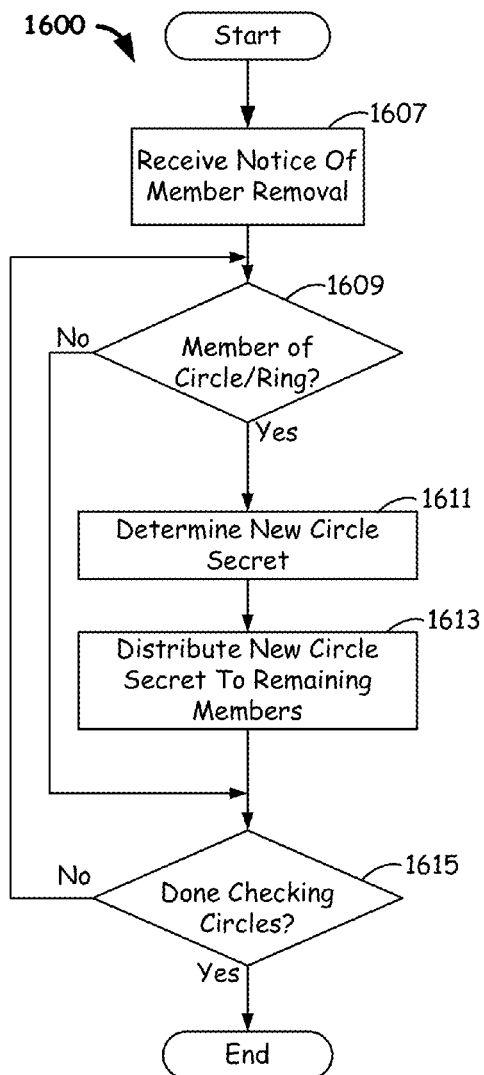 1600
Start
1607
Receive Notice Of
Member Removal
1609
No
Member of
Circle/Ring?
Yes
1611
Determine New Circle
Secret
1613
Distribute New Circle
Secret To Remaining
Members
1615
No
Done Checking
Circles?
Yes
End